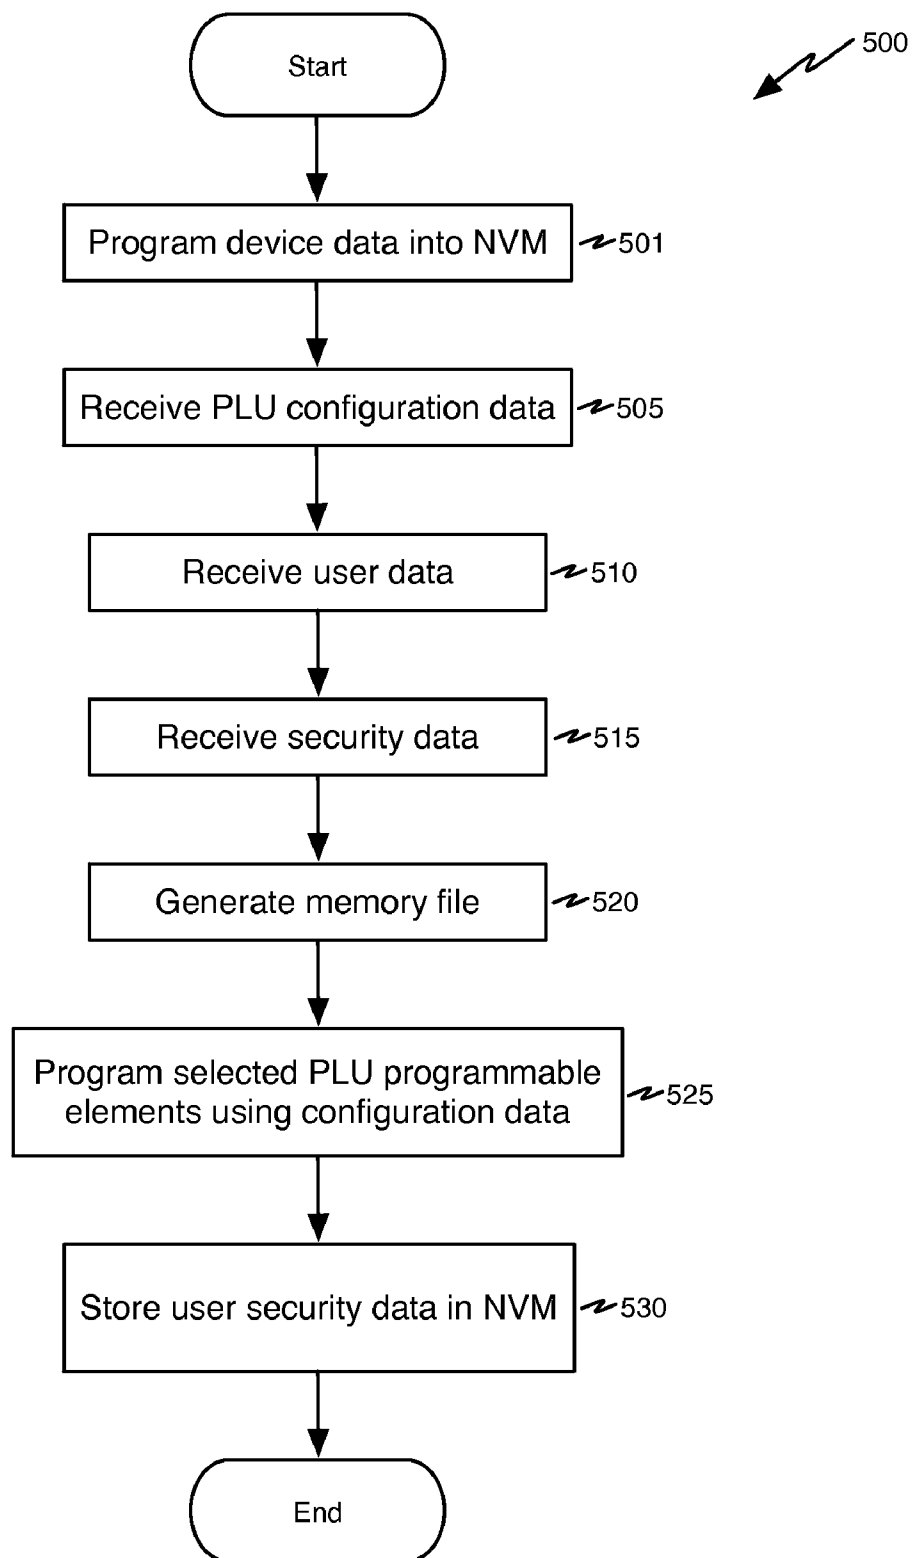 Start
500
Program device data into NVM
501
Receive PLU configuration data
505
Receive user data
510
Receive security data
515
Generate memory file
520
Program selected PLU programmable
elements using configuration data
525
Store user security data in NVM
530
End